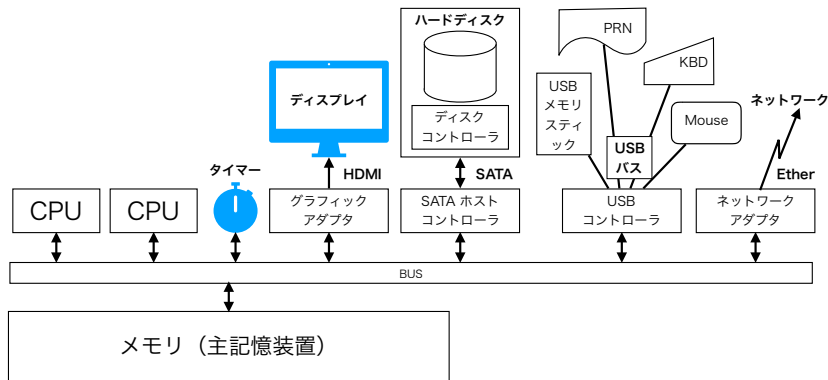 ハードディスク
PRN
KBD
ディスプレイ
USB
メモリ
スティ
ック
ネットワーク
ディスク
コントローラ
Mouse
USB
バス
タイマー
HDMI
SATA
Ether
CPU
CPU
グラフィック
アダプタ
SATA ホスト
コントローラ
USB
コントローラ
ネットワーク
アダプタ
BUS
メモリ（主記憶装置）